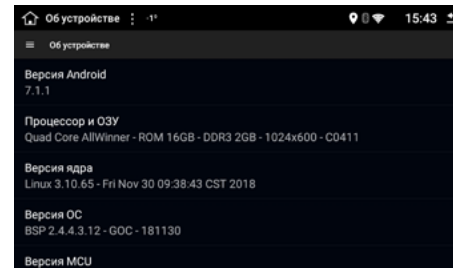 Об устройстве -1° 15:43
Об устройстве
Версия Android
7.1.1
Процессор и ОЗУ
Quad Core AllWinner - ROM 16GB - DDR3 2GB - 1024x600 - C0411
Версия ядра
Linux 3.10.65 - Fri Nov 30 09:38:43 CST 2018
Версия ОС
BSP 2.4.4.3.12 - GOC - 181130
Версия MCU